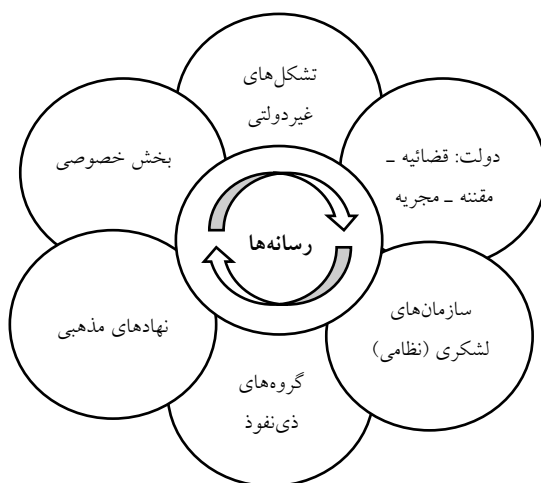 تشکل‌های
غیردولتی
دولت: قضائیه ـ
مقننه ـ مجریه
بخش خصوصی
رسانه‌ها
سازمان‌های
لشکری (نظامی)
نهادهای مذهبی
گروه‌های
ذی‌نفوذ